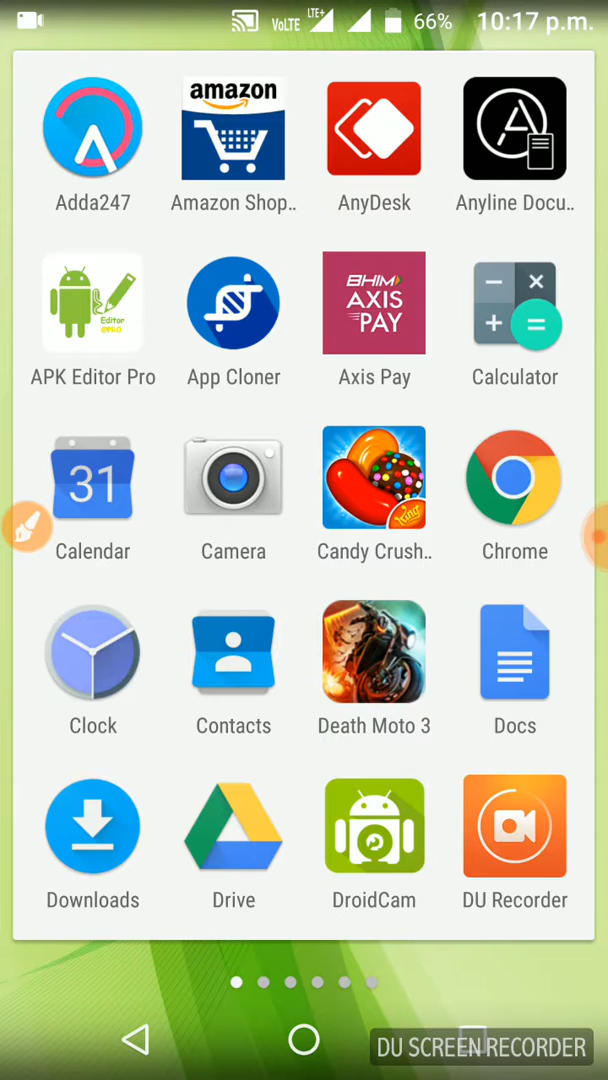 VoLTE LTE+ 66% 10:17 p.m.
amazon
Adda247 Amazon Shop.. AnyDesk Anyline Docu..
Editor
@PRO
BHIM
AXIS
PAY
APK Editor Pro App Cloner Axis Pay Calculator
31
King
Calendar Camera Candy Crush.. Chrome
Clock Contacts Death Moto 3 Docs
Downloads Drive DroidCam DU Recorder
DU SCREEN RECORDER